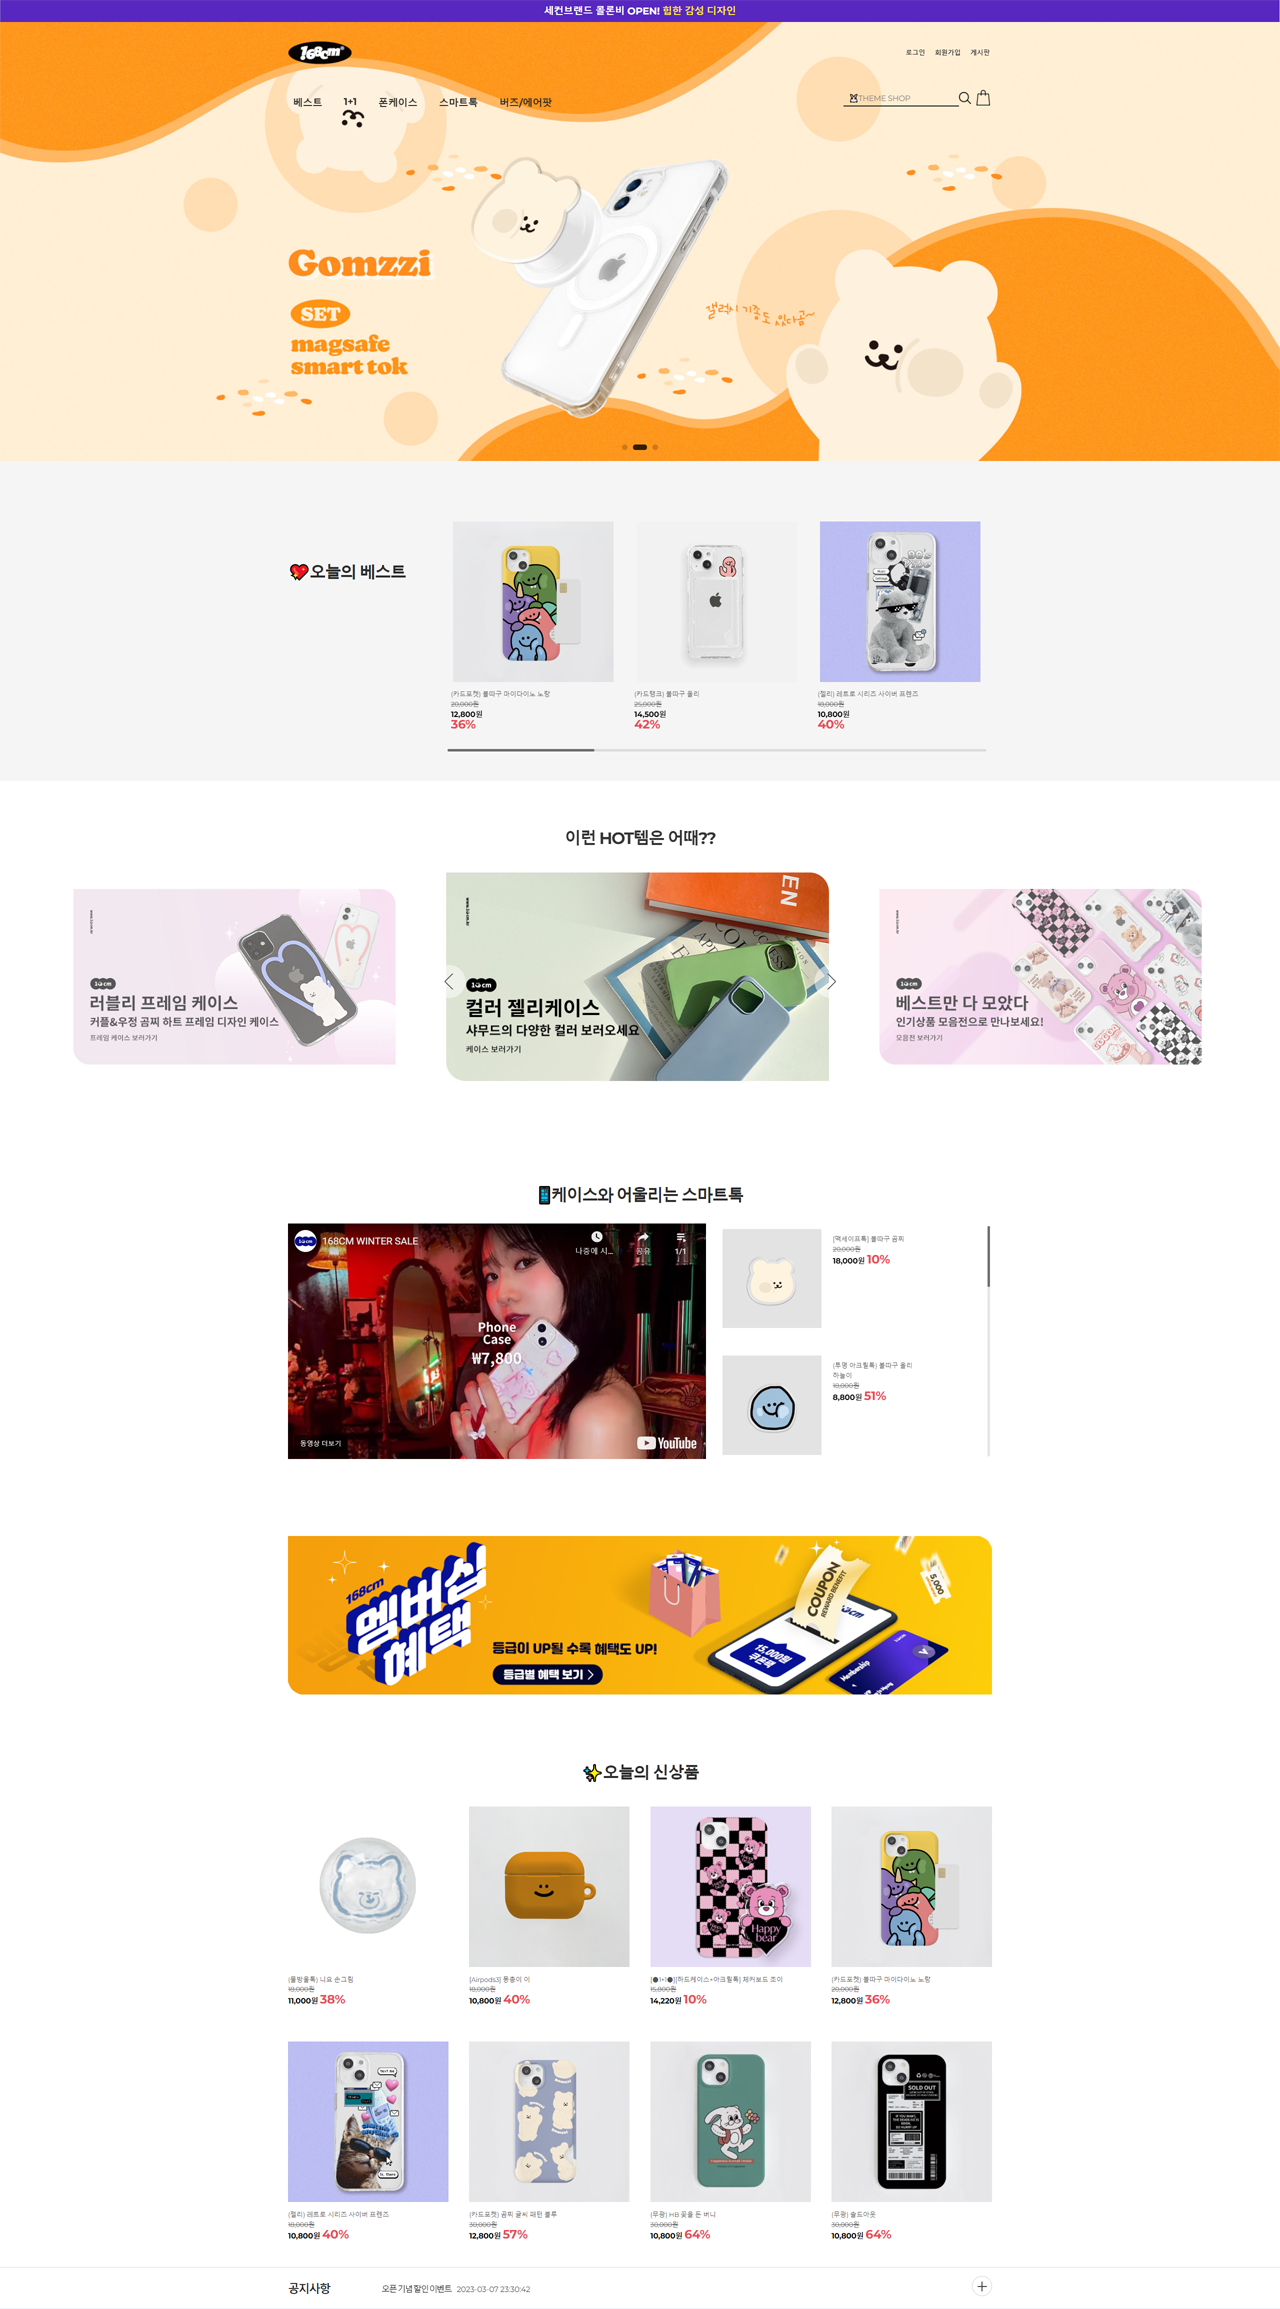 세컨브랜드 콜론비 OPEN! 힙한 감성 디자인
168cm
로그인 회원가입 게시판
베스트 1+1 폰케이스 스마트톡 버즈/에어팟
THEME SHOP
Gomzzi
SET
magsafe
smart tok
갤럭시 기종도 있다곰~
오늘의 베스트
(카드포켓) 볼따구 마이다이노 노랑
20,000원
12,800원
36%
(카드탱크) 볼따구 올리
25,000원
14,500원
42%
(젤리) 레트로 시리즈 사이버 프렌즈
18,000원
10,800원
40%
이런 HOT템은 어때??
러블리 프레임 케이스
커플&우정 곰찌 하트 프레임 디자인 케이스
프레임 케이스 보러가기
EN
컬러 젤리케이스
샤무드의 다양한 컬러 보러오세요
케이스 보러가기
베스트만 다 모았다
인기상품 모음전으로 만나보세요!
모음전 보러가기
케이스와 어울리는 스마트톡
168CM WINTER SALE
나중에 시... 공유 1/1
Phone
Case
₩7,800
동영상 더보기
YouTube
[맥세이프톡] 볼따구 곰찌
20,000원
18,000원 10%
(투명 아크릴톡) 볼따구 올리
하늘이
18,000원
8,800원 51%
168cm
멤버십
혜택
등급이 UP될 수록 혜택도 UP!
등급별 혜택 보기
COUPON
REWARD BENEFIT
5,000
15,000원
쿠폰팩
Membership
오늘의 신상품
(물방울톡) 니요 손그림
18,000원
11,000원 38%
[Airpods3] 퐁총이 이
18,000원
10,800원 40%
[●1+1●][하드케이스+아크릴톡] 체커보드 조이
15,800원
14,220원 10%
Happy
bear
(카드포켓) 볼따구 마이다이노 노랑
20,000원
12,800원 36%
(젤리) 레트로 시리즈 사이버 프렌즈
18,000원
10,800원 40%
(카드포켓) 곰찌 글씨 패턴 블루
30,000원
12,800원 57%
(무광) HB 꽃을 든 버니
30,000원
10,800원 64%
SOLD OUT
(무광) 솔드아웃
30,000원
10,800원 64%
공지사항 오픈 기념 할인 이벤트 2023-03-07 23:30:42